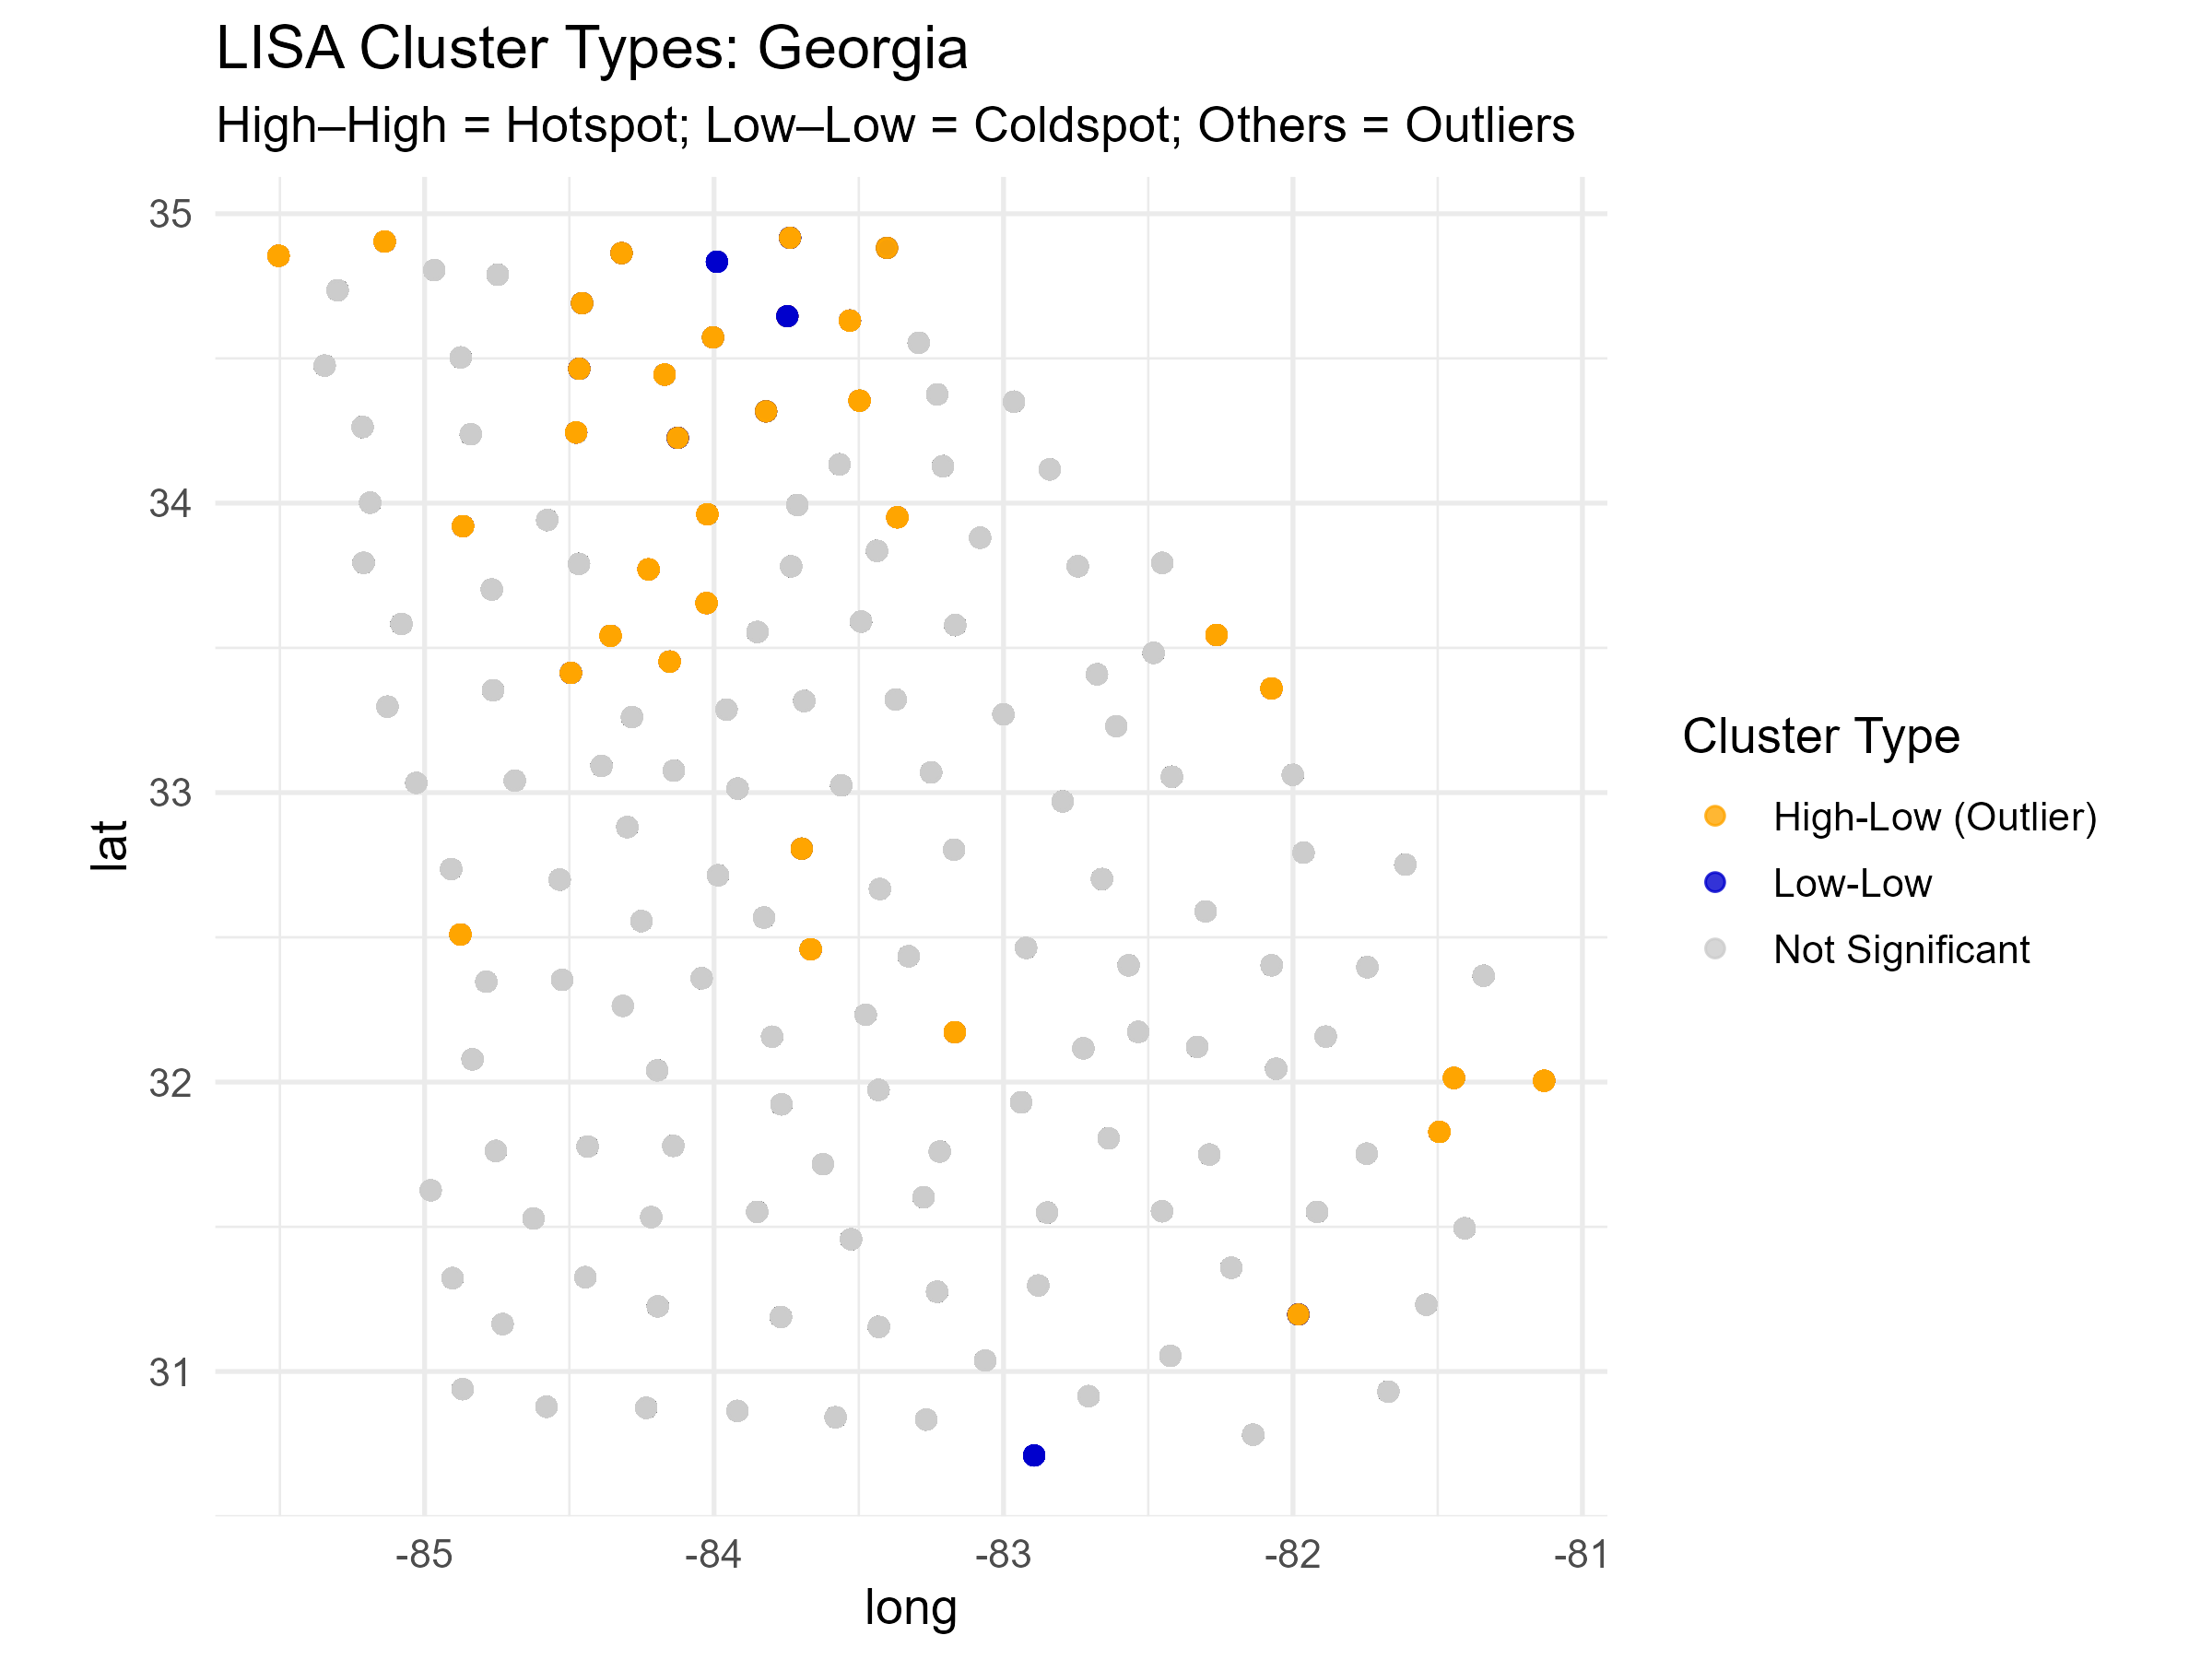 LISA Cluster Types: Georgia
High–High = Hotspot; Low–Low = Coldspot; Others = Outliers
35
34
33
32
31
lat
-85
-84
-83
-82
-81
long
Cluster Type
High-Low (Outlier)
Low-Low
Not Significant